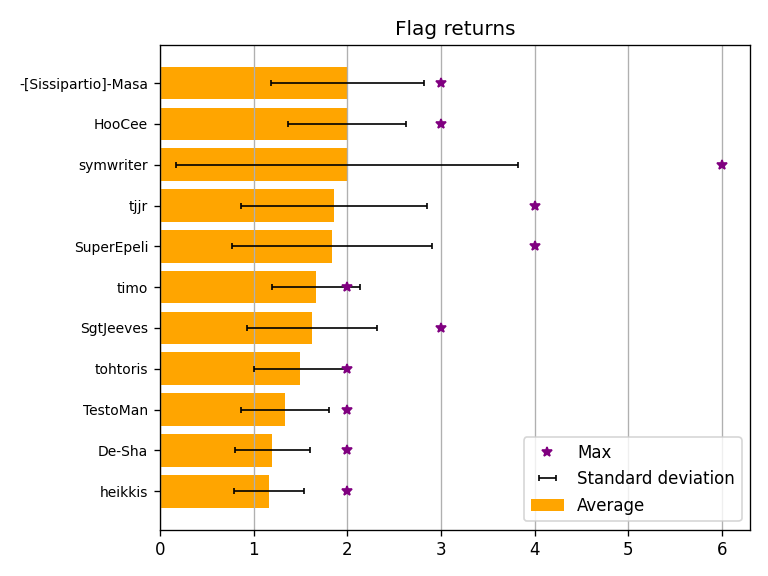 Flag returns
-[Sissipartio]-Masa
HooCee
symwriter
tjjr
SuperEpeli
timo
SgtJeeves
tohtoris
TestoMan
De-Sha
heikkis
Max
Standard deviation
Average
0 1 2 3 4 5 6